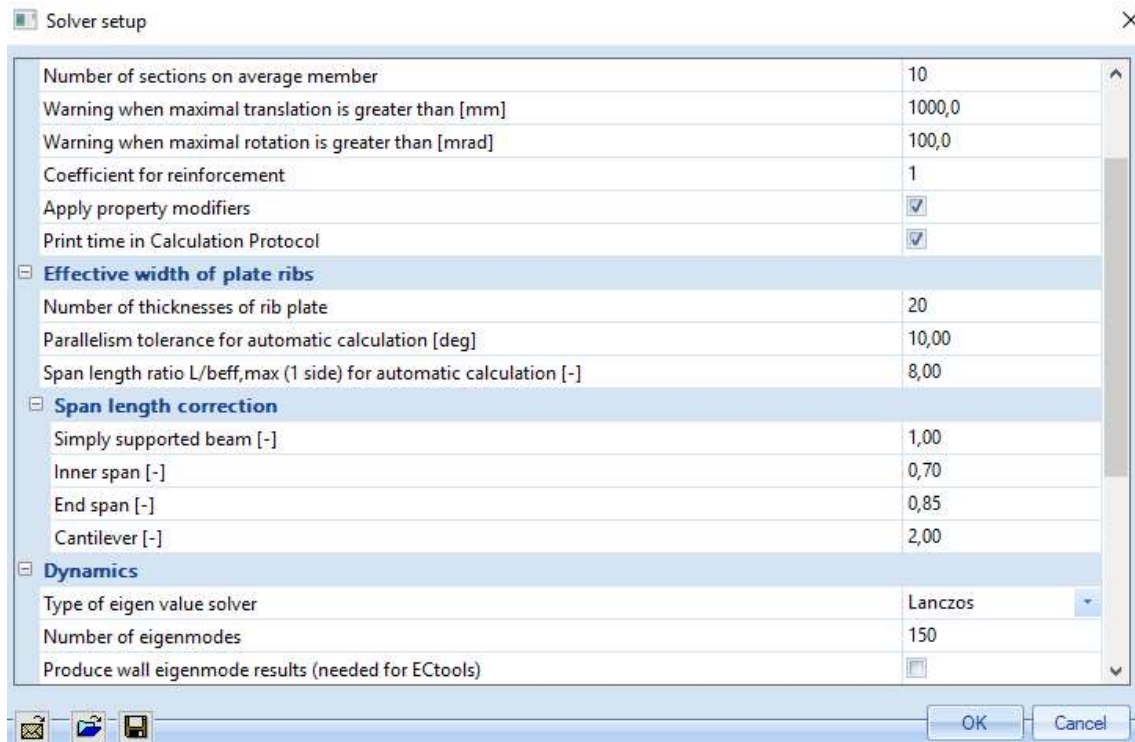 Solver setup
Number of sections on average member 10
Warning when maximal translation is greater than [mm] 1000,0
Warning when maximal rotation is greater than [mrad] 100,0
Coefficient for reinforcement 1
Apply property modifiers
Print time in Calculation Protocol
Effective width of plate ribs
Number of thicknesses of rib plate 20
Parallelism tolerance for automatic calculation [deg] 10,00
Span length ratio L/beff,max (1 side) for automatic calculation [-] 8,00
Span length correction
Simply supported beam [-] 1,00
Inner span [-] 0,70
End span [-] 0,85
Cantilever [-] 2,00
Dynamics
Type of eigen value solver Lanczos
Number of eigenmodes 150
Produce wall eigenmode results (needed for ECtools)
OK Cancel